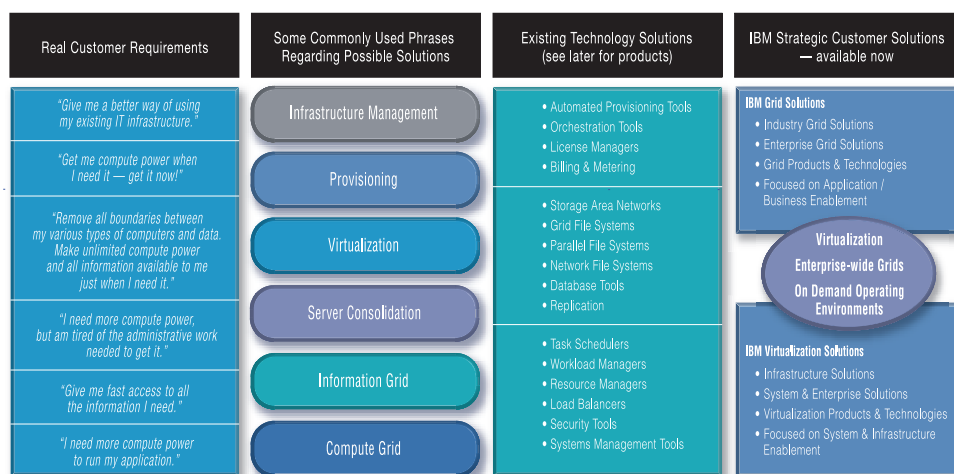 Real Customer Requirements
“Give me a better way of using
my existing IT infrastructure.”
“Get me compute power when
I need it — get it now!”
“Remove all boundaries between
my various types of computers and data.
Make unlimited compute power
and all information available to me
just when I need it.”
“I need more compute power,
but am tired of the administrative work
needed to get it.”
“Give me fast access to all
the information I need.”
“I need more compute power
to run my application.”
Some Commonly Used Phrases
Regarding Possible Solutions
Infrastructure Management
Provisioning
Virtualization
Server Consolidation
Information Grid
Compute Grid
Existing Technology Solutions
(see later for products)
• Automated Provisioning Tools
• Orchestration Tools
• License Managers
• Billing & Metering
• Storage Area Networks
• Grid File Systems
• Parallel File Systems
• Network File Systems
• Database Tools
• Replication
• Task Schedulers
• Workload Managers
• Resource Managers
• Load Balancers
• Security Tools
• Systems Management Tools
IBM Strategic Customer Solutions
— available now
IBM Grid Solutions
• Industry Grid Solutions
• Enterprise Grid Solutions
• Grid Products & Technologies
• Focused on Application /
Business Enablement
Virtualization
Enterprise-wide Grids
On Demand Operating
Environments
IBM Virtualization Solutions
• Infrastructure Solutions
• System & Enterprise Solutions
• Virtualization Products & Technologies
• Focused on System & Infrastructure
Enablement